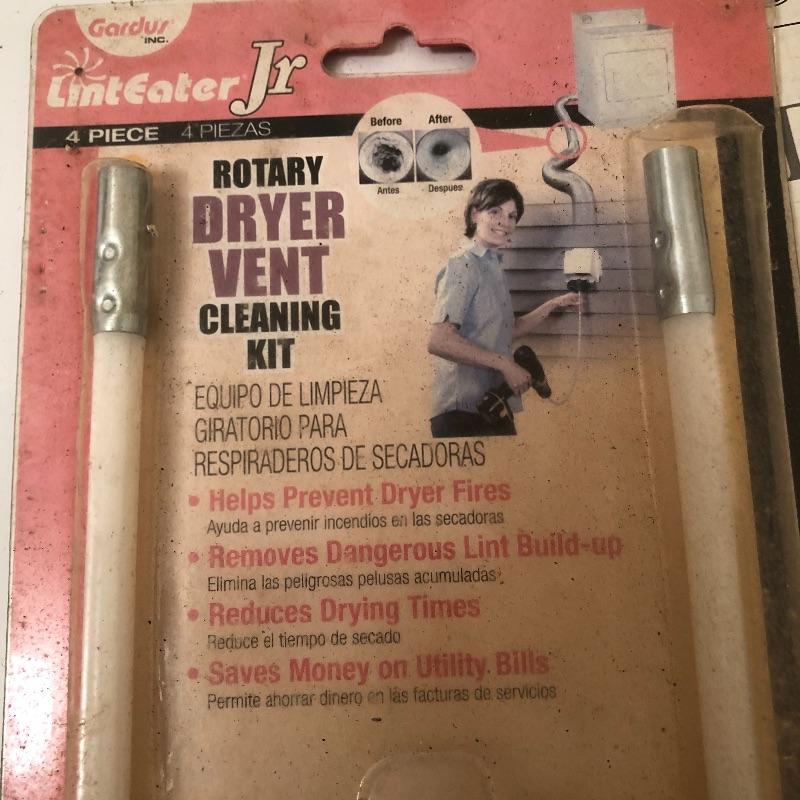 Gardus
INC.
LintEater Jr
4 PIECE 4 PIEZAS
Before After
Antes Despues
ROTARY
DRYER
VENT
CLEANING
KIT
EQUIPO DE LIMPIEZA
GIRATORIO PARA
RESPIRADEROS DE SECADORAS
• Helps Prevent Dryer Fires
Ayuda a prevenir incendios en las secadoras
• Removes Dangerous Lint Build-up
Elimina las peligrosas pelusas acumuladas
• Reduces Drying Times
Reduce el tiempo de secado
• Saves Money on Utility Bills
Permite ahorrar dinero en las facturas de servicios